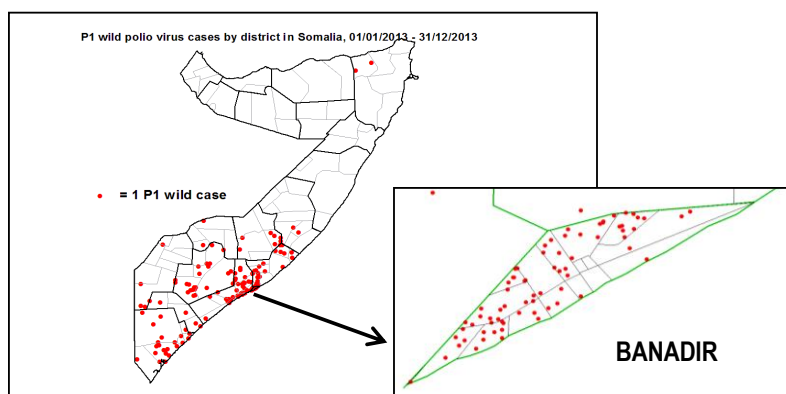 P1 wild polio virus cases by district in Somalia, 01/01/2013 - 31/12/2013
= 1 P1 wild case
BANADIR